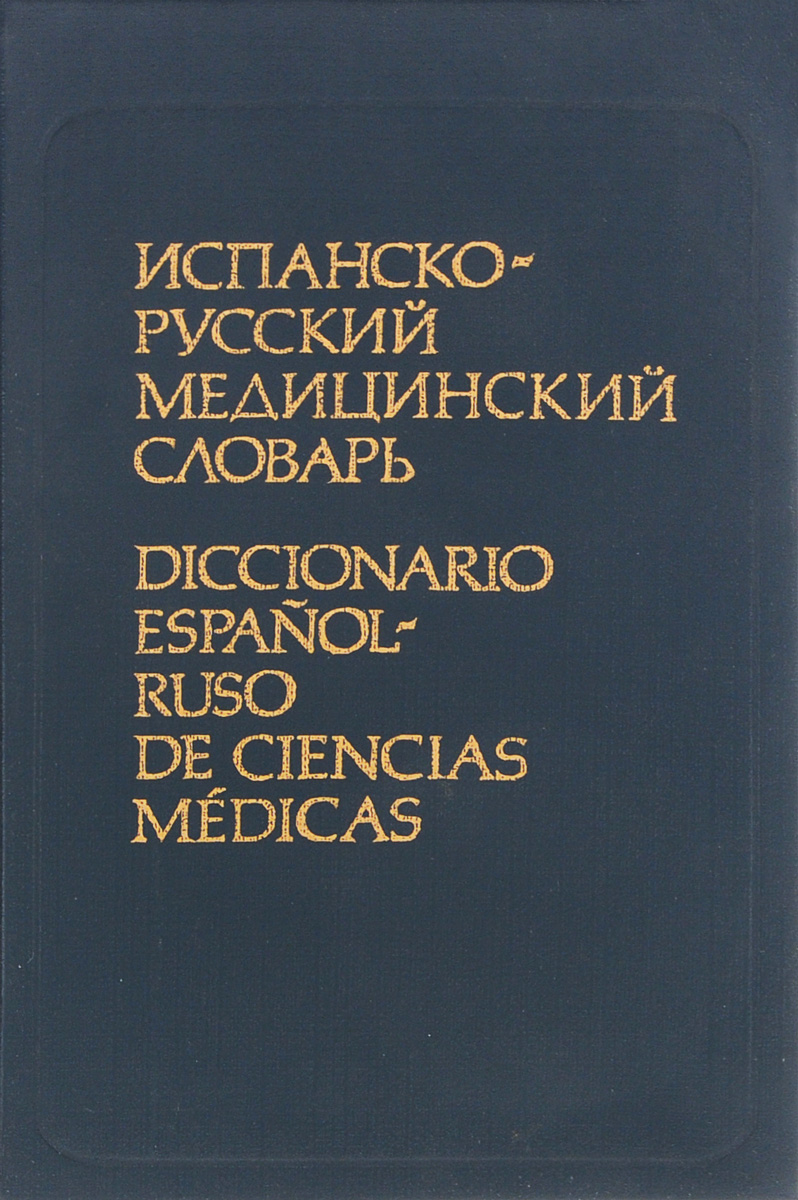 ИСПАНСКО-
РУССКИЙ
МЕДИЦИНСКИЙ
СЛОВАРЬ
DICCIONARIO
ESPAÑOL-
RUSO
DE CIENCIAS
MÉDICAS